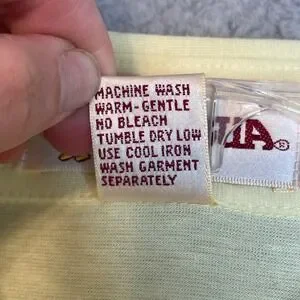 MACHINE WASH
WARM-GENTLE
NO BLEACH
TUMBLE DRY LOW
USE COOL IRON
WASH GARMENT
SEPARATELY